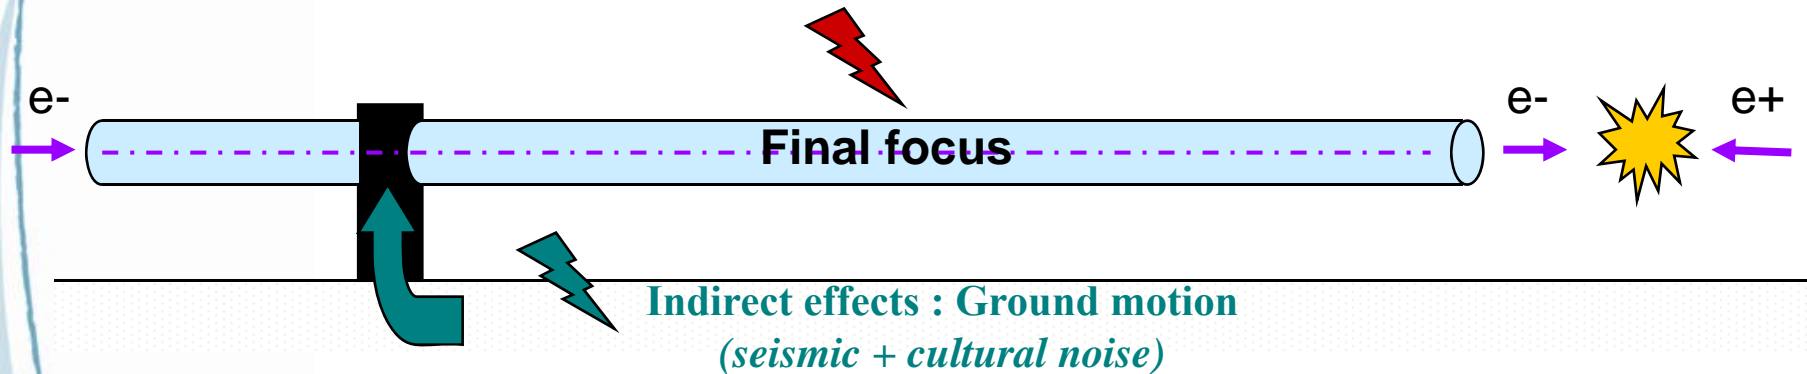 e-
e-
e+
Final focus
Indirect effects : Ground motion
(seismic + cultural noise)